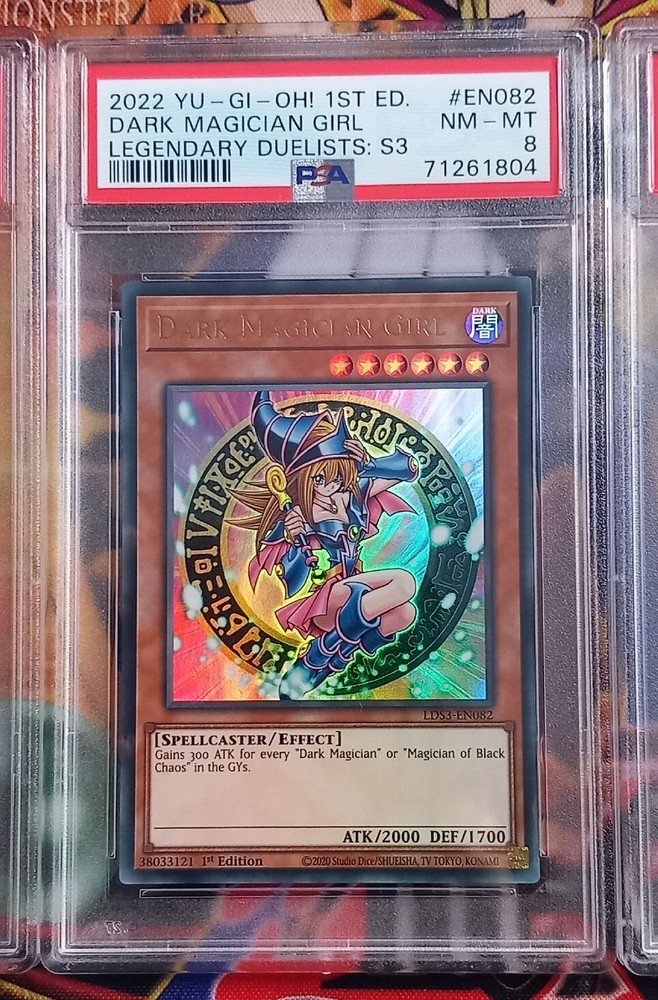 MONSTER LAB
2022 YU-GI-OH! 1ST ED. #EN082
DARK MAGICIAN GIRL NM-MT
LEGENDARY DUELISTS: S3 8
PSA 71261804
DARK MAGICIAN GIRL
DARK
闇
LDS3-EN082
[SPELLCASTER/EFFECT]
Gains 300 ATK for every "Dark Magician" or "Magician of Black
Chaos" in the GYs.
ATK/2000 DEF/1700
38033121 1st Edition ©2020 Studio Dice/SHUEISHA, TV TOKYO, KONAMI